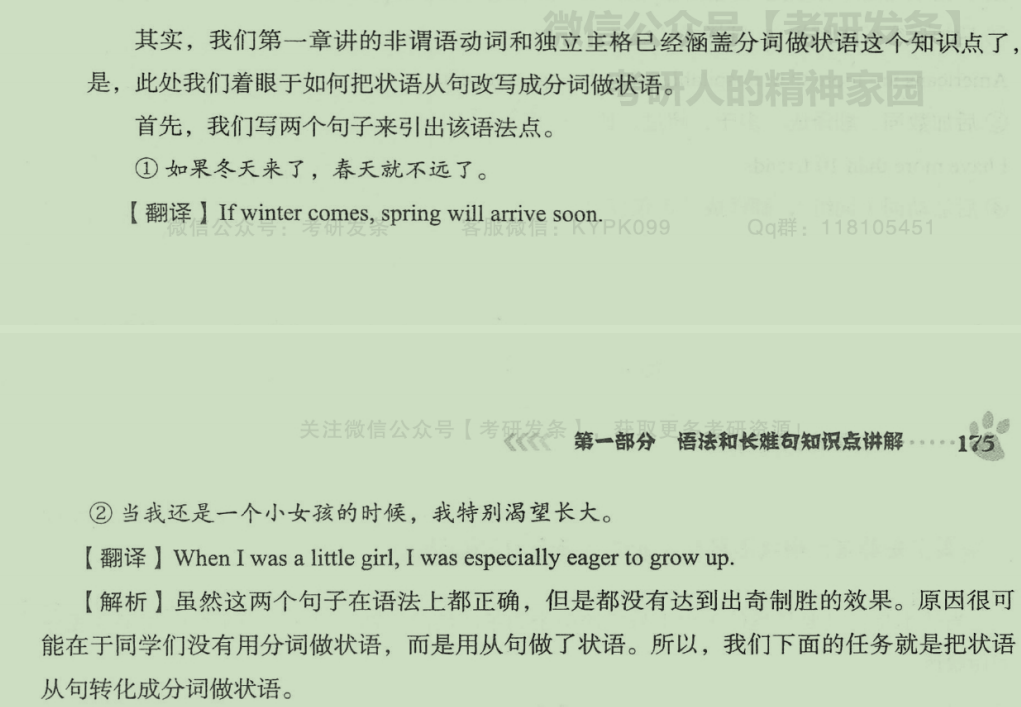 微信公众号【考研发条】
其实，我们第一章讲的非谓语动词和独立主格已经涵盖分词做状语这个知识点了，
考研人的精神家园
是，此处我们着眼于如何把状语从句改写成分词做状语。
首先，我们写两个句子来引出该语法点。
① 如果冬天来了，春天就不远了。
【翻译】If winter comes, spring will arrive soon.
微信公众号：考研发条 客服微信：KYPK099 Qq群：118105451
关注微信公众号【考研发条】，获取更多考研资源！
第一部分 语法和长难句知识点讲解 ····· 175
② 当我还是一个小女孩的时候，我特别渴望长大。
【翻译】When I was a little girl, I was especially eager to grow up.
【解析】虽然这两个句子在语法上都正确，但是都没有达到出奇制胜的效果。原因很可
能在于同学们没有用分词做状语，而是用从句做了状语。所以，我们下面的任务就是把状语
从句转化成分词做状语。